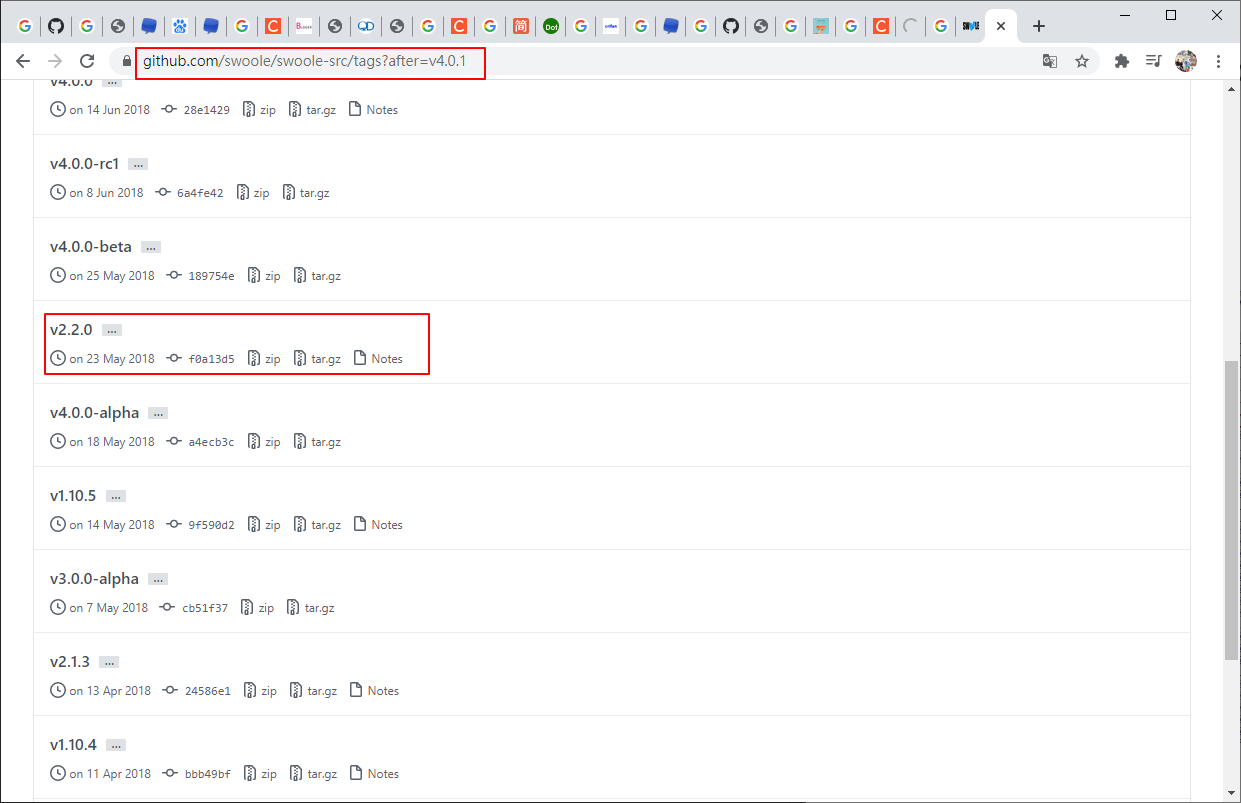 github.com/swoole/swoole-src/tags?after=v4.0.1
v4.0.0 ...
on 14 Jun 2018 28e1429 zip tar.gz Notes
v4.0.0-rc1 ...
on 8 Jun 2018 6a4fe42 zip tar.gz
v4.0.0-beta ...
on 25 May 2018 189754e zip tar.gz
v2.2.0 ...
on 23 May 2018 f0a13d5 zip tar.gz Notes
v4.0.0-alpha ...
on 18 May 2018 a4ecb3c zip tar.gz
v1.10.5 ...
on 14 May 2018 9f590d2 zip tar.gz Notes
v3.0.0-alpha ...
on 7 May 2018 cb51f37 zip tar.gz
v2.1.3 ...
on 13 Apr 2018 24586e1 zip tar.gz Notes
v1.10.4 ...
on 11 Apr 2018 bbb49bf zip tar.gz Notes